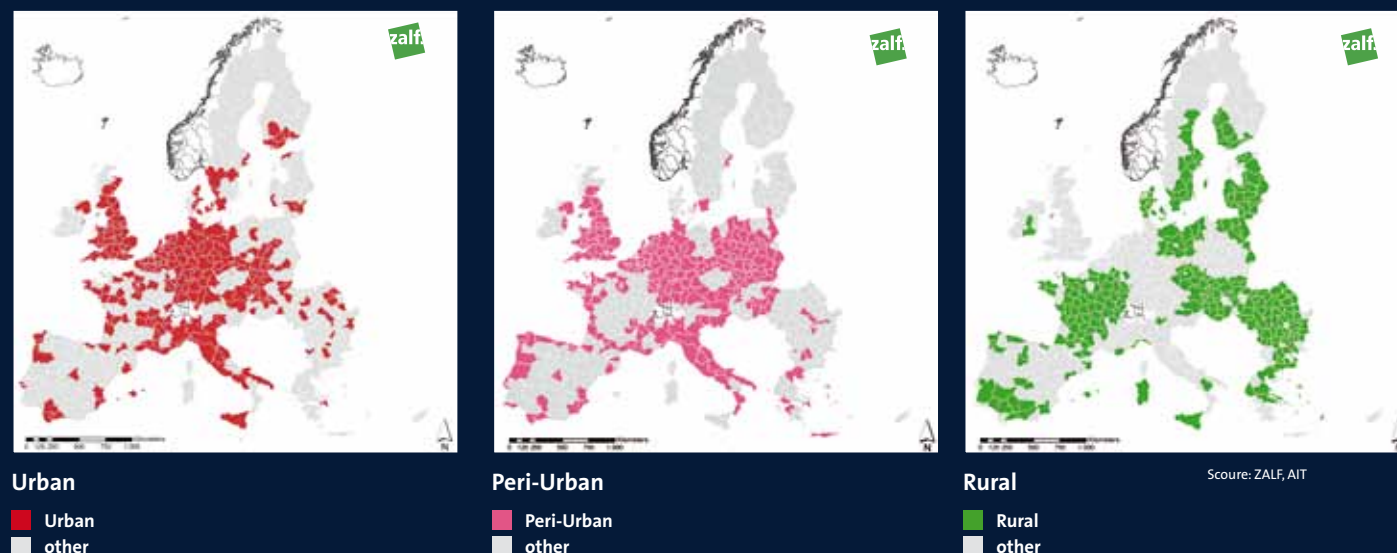 zalf.
zalf.
zalf.
N
N
Urban
Urban
other
Peri-Urban
Peri-Urban
other
Rural
Rural
other
Scoure: ZALF, AIT